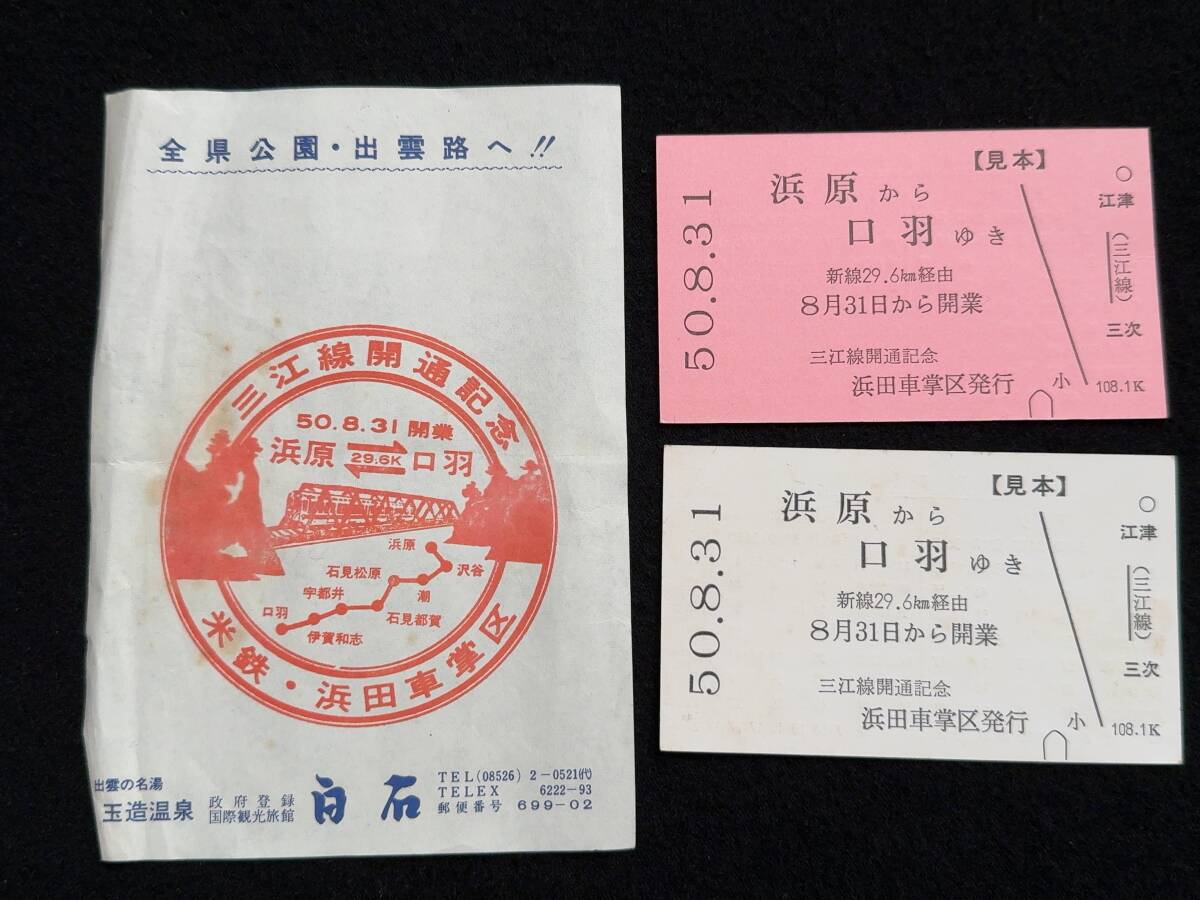 全県公園・出雲路へ!!
三江線開通記念
50.8.31 開業
浜原 29.6K 口羽
浜原
沢谷
石見松原
潮
宇都井
石見都賀
口羽
伊賀和志
米鉄・浜田車掌区
出雲の名湯
玉造温泉
政府登録
国際観光旅館
白石
TEL(08526) 2-0521(代)
TELEX 6222-93
郵便番号 699-02
【見本】
50.8.31
浜原から
口羽ゆき
新線29.6km経由
8月31日から開業
三江線開通記念
浜田車掌区発行
小
江津
(三江線)
三次
108.1K
【見本】
50.8.31
浜原から
口羽ゆき
新線29.6km経由
8月31日から開業
三江線開通記念
浜田車掌区発行
小
江津
(三江線)
三次
108.1K